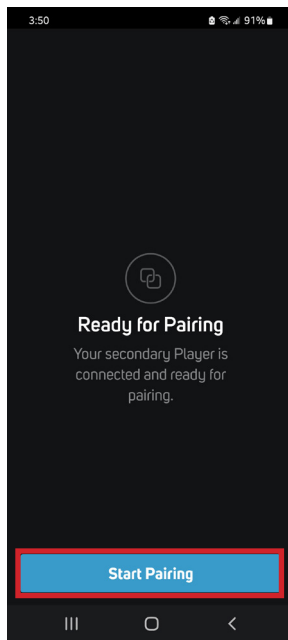 3:50 91%
Ready for Pairing
Your secondary Player is
connected and ready for
pairing.
Start Pairing